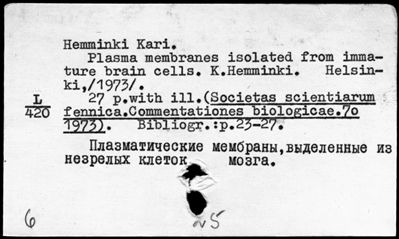 Hemminki Kari.
Plasma membranes isolated from imma-
ture brain cells. K.Hemminki. Helsin-
ki,/1973/.
L
420
27 p.with ill.(Societas scientiarum
fennica.Commentationes biologicae.70
1973). Bibliogr.:p.23-27.
Плазматические мембраны,выделенные из
незрелых клеток мозга.
6
25